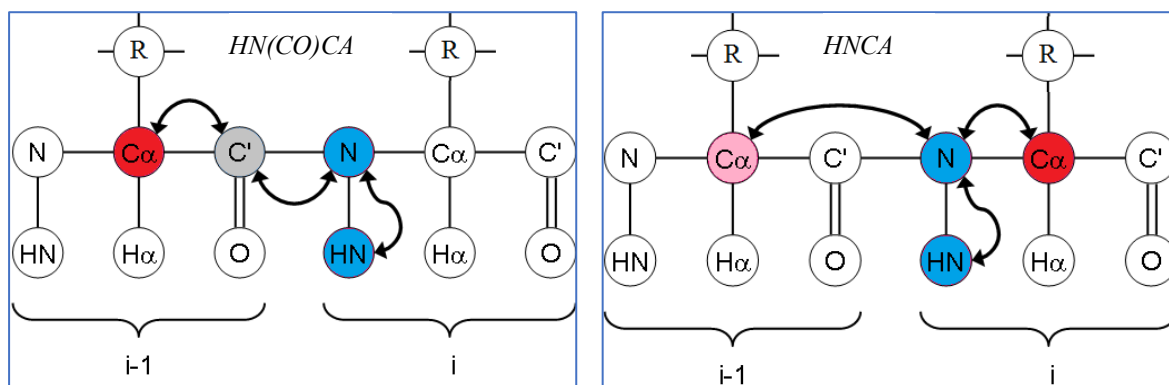 R HN(CO)CA R
N Cα C' N Cα C'
HN Hα O HN Hα O
i-1 i
R HNCA R
N Cα C' N Cα C'
HN Hα O HN Hα O
i-1 i